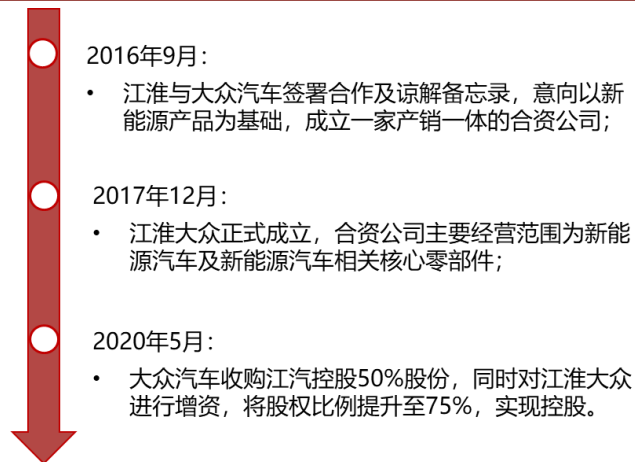 2016年9月：
• 江淮与大众汽车签署合作及谅解备忘录，意向以新
能源产品为基础，成立一家产销一体的合资公司；
2017年12月：
• 江淮大众正式成立，合资公司主要经营范围为新能
源汽车及新能源汽车相关核心零部件；
2020年5月：
• 大众汽车收购江汽控股50%股份，同时对江淮大众
进行增资，将股权比例提升至75%，实现控股。